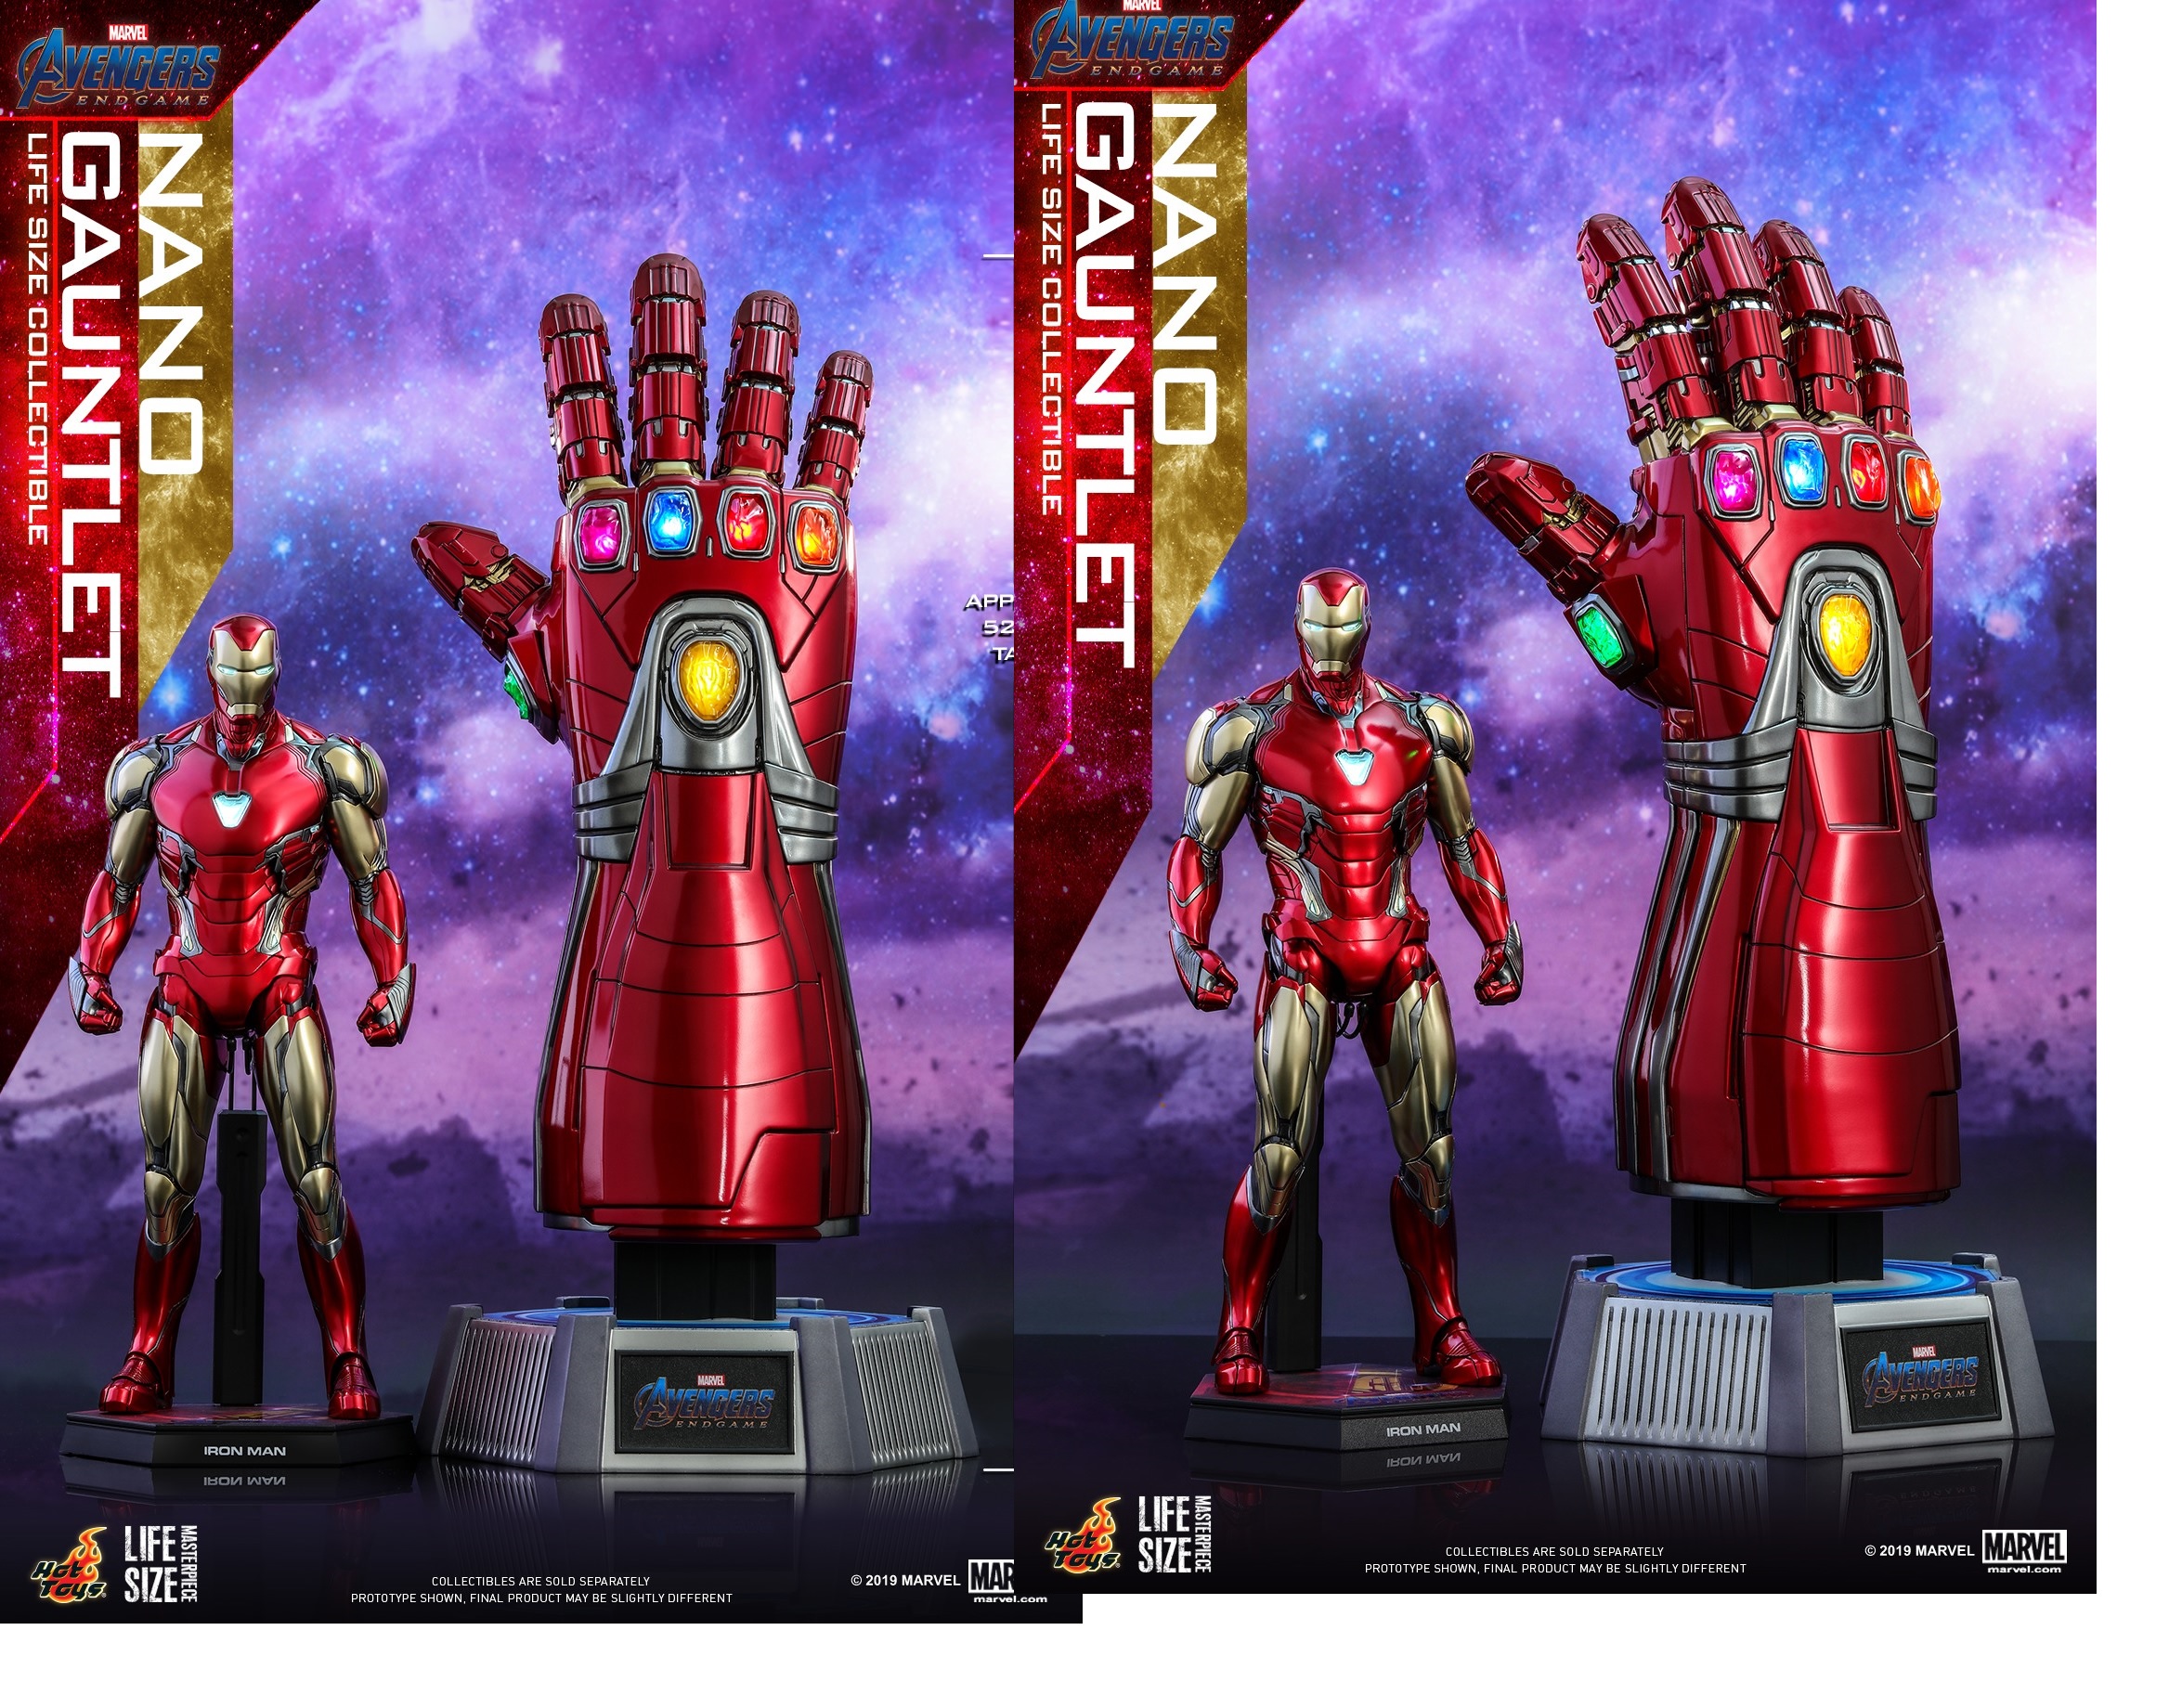 MARVEL
AVENGERS
ENDGAME
NANO
GAUNTLET
LIFE SIZE COLLECTIBLE
APP
52
TA
MARVEL
AVENGERS
ENDGAME
IRON MAN
Hot
Toys
LIFE
SIZE
MASTERPIECE
COLLECTIBLES ARE SOLD SEPARATELY
PROTOTYPE SHOWN, FINAL PRODUCT MAY BE SLIGHTLY DIFFERENT
© 2019 MARVEL
MAR
marvel.com
MARVEL
AVENGERS
ENDGAME
NANO
GAUNTLET
LIFE SIZE COLLECTIBLE
MARVEL
AVENGERS
ENDGAME
IRON MAN
Hot
Toys
LIFE
SIZE
MASTERPIECE
COLLECTIBLES ARE SOLD SEPARATELY
PROTOTYPE SHOWN, FINAL PRODUCT MAY BE SLIGHTLY DIFFERENT
© 2019 MARVEL
MARVEL
marvel.com